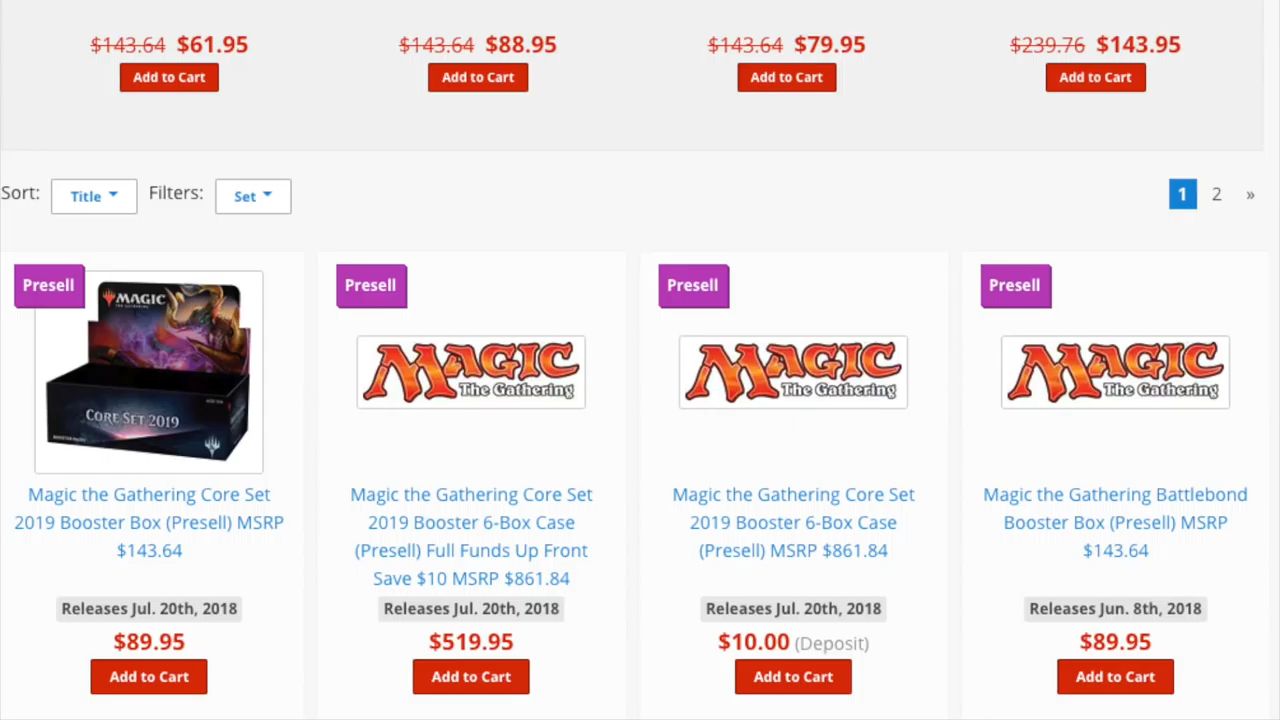 $143.64 $61.95 $143.64 $88.95 $143.64 $79.95 $239.76 $143.95
Add to Cart Add to Cart Add to Cart Add to Cart
Sort: Title Filters: Set 1 2 »
Presell
MAGIC
THE GATHERING
CORE SET 2019
BOOSTER PACKS
Magic the Gathering Core Set
2019 Booster Box (Presell) MSRP
$143.64
Releases Jul. 20th, 2018
$89.95
Add to Cart
Presell
MAGIC
The Gathering
Magic the Gathering Core Set
2019 Booster 6-Box Case
(Presell) Full Funds Up Front
Save $10 MSRP $861.84
Releases Jul. 20th, 2018
$519.95
Add to Cart
Presell
MAGIC
The Gathering
Magic the Gathering Core Set
2019 Booster 6-Box Case
(Presell) MSRP $861.84
Releases Jul. 20th, 2018
$10.00 (Deposit)
Add to Cart
Presell
MAGIC
The Gathering
Magic the Gathering Battlebond
Booster Box (Presell) MSRP
$143.64
Releases Jun. 8th, 2018
$89.95
Add to Cart